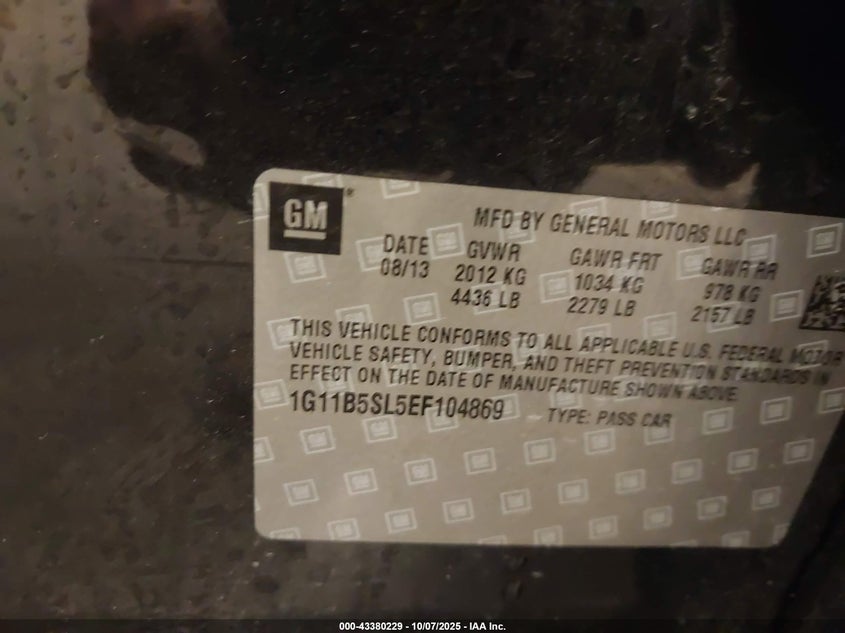 GM ®
MFD BY GENERAL MOTORS LLC
DATE GVWR GAWR FRT GAWR RR
08/13 2012 KG 1034 KG 978 KG
4436 LB 2279 LB 2157 LB
THIS VEHICLE CONFORMS TO ALL APPLICABLE U.S. FEDERAL MOTOR
VEHICLE SAFETY, BUMPER, AND THEFT PREVENTION STANDARDS IN
EFFECT ON THE DATE OF MANUFACTURE SHOWN ABOVE.
1G11B5SL5EF104869 TYPE: PASS CAR
000-43380229 - 10/07/2025 - IAA Inc.